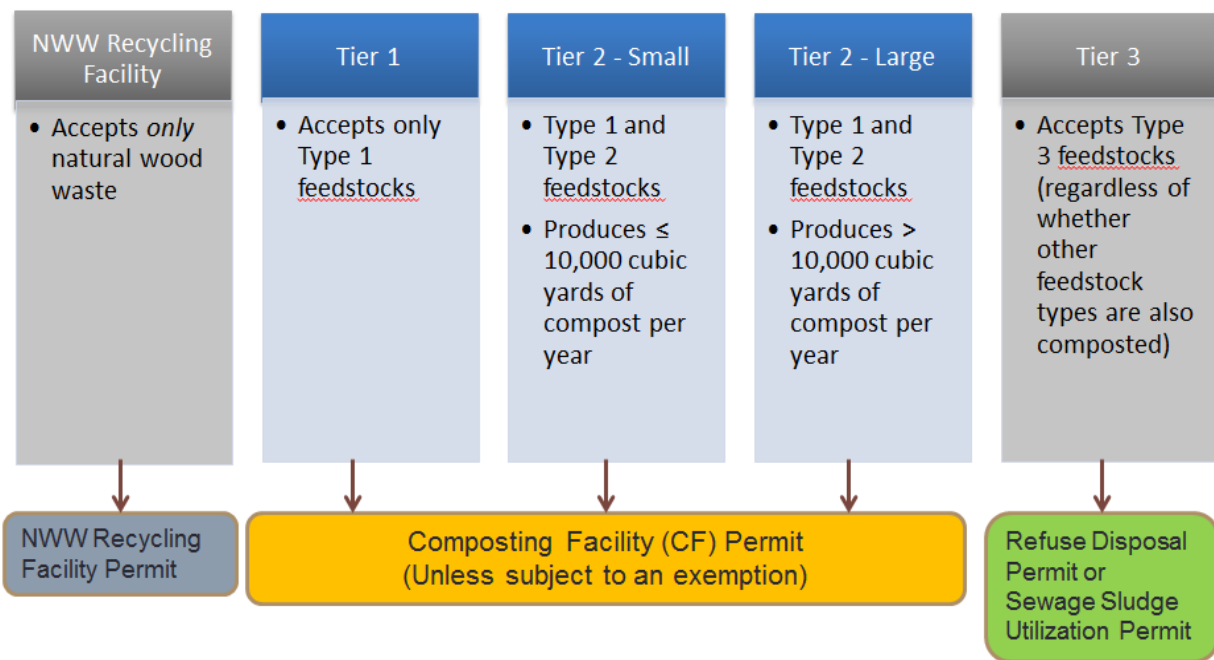 NWW Recycling
Facility
• Accepts only
natural wood
waste
NWW Recycling
Facility Permit
Tier 1
• Accepts only
Type 1
feedstocks
Tier 2 - Small
• Type 1 and
Type 2
feedstocks
• Produces ≤
10,000 cubic
yards of
compost per
year
Tier 2 - Large
• Type 1 and
Type 2
feedstocks
• Produces >
10,000 cubic
yards of
compost per
year
Composting Facility (CF) Permit
(Unless subject to an exemption)
Tier 3
• Accepts Type
3 feedstocks
(regardless of
whether
other
feedstock
types are also
composted)
Refuse Disposal
Permit or
Sewage Sludge
Utilization Permit